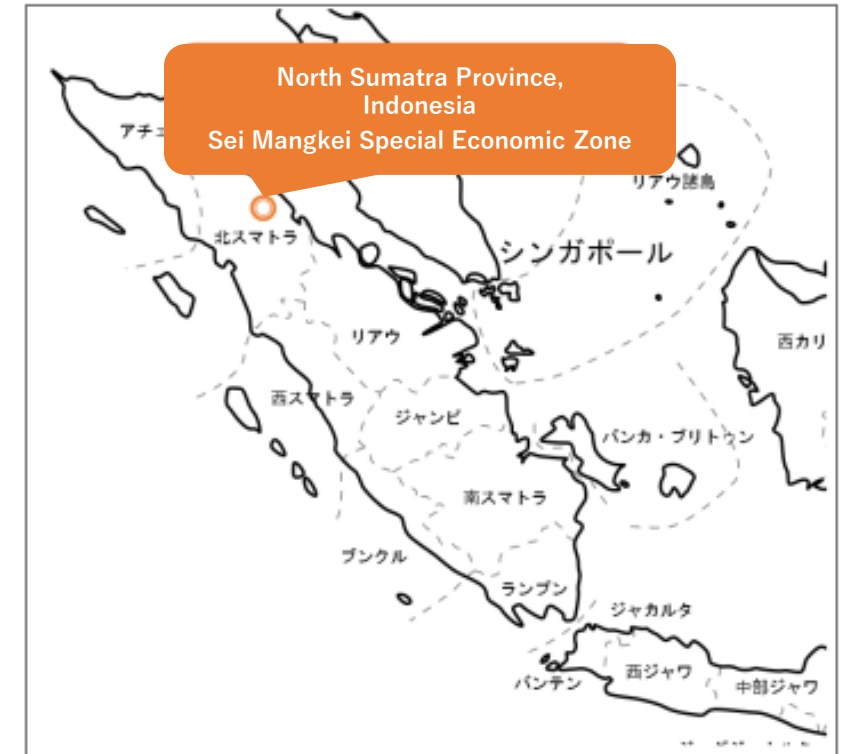 North Sumatra Province,
Indonesia
Sei Mangkei Special Economic Zone
リアウ諸島
北スマトラ
シンガポール
リアウ
西カリ
西スマトラ
ジャンビ
バンカ・ブリトゥン
南スマトラ
ブンクル
ランプン
ジャカルタ
バンテン
西ジャワ
中部ジャワ